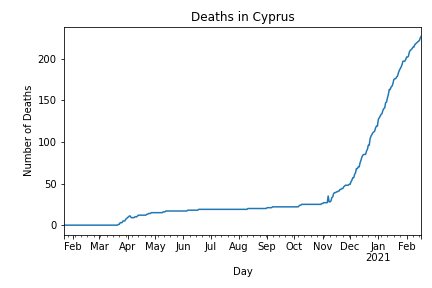 Deaths in Cyprus
Number of Deaths
200
150
100
50
0
Feb Mar Apr May Jun Jul Aug Sep Oct Nov Dec Jan Feb
2021
Day